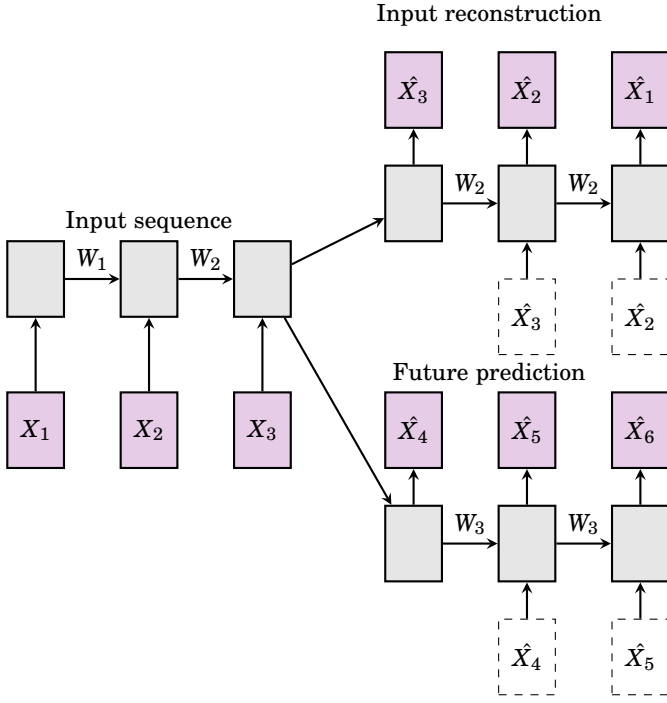 Input reconstruction
X̂₃ X̂₂ X̂₁
W₂ W₂
Input sequence
W₁ W₂
X̂₃ X̂₂
Future prediction
X₁ X₂ X₃ X̂₄ X̂₅ X̂₆
W₃ W₃
X̂₄ X̂₅